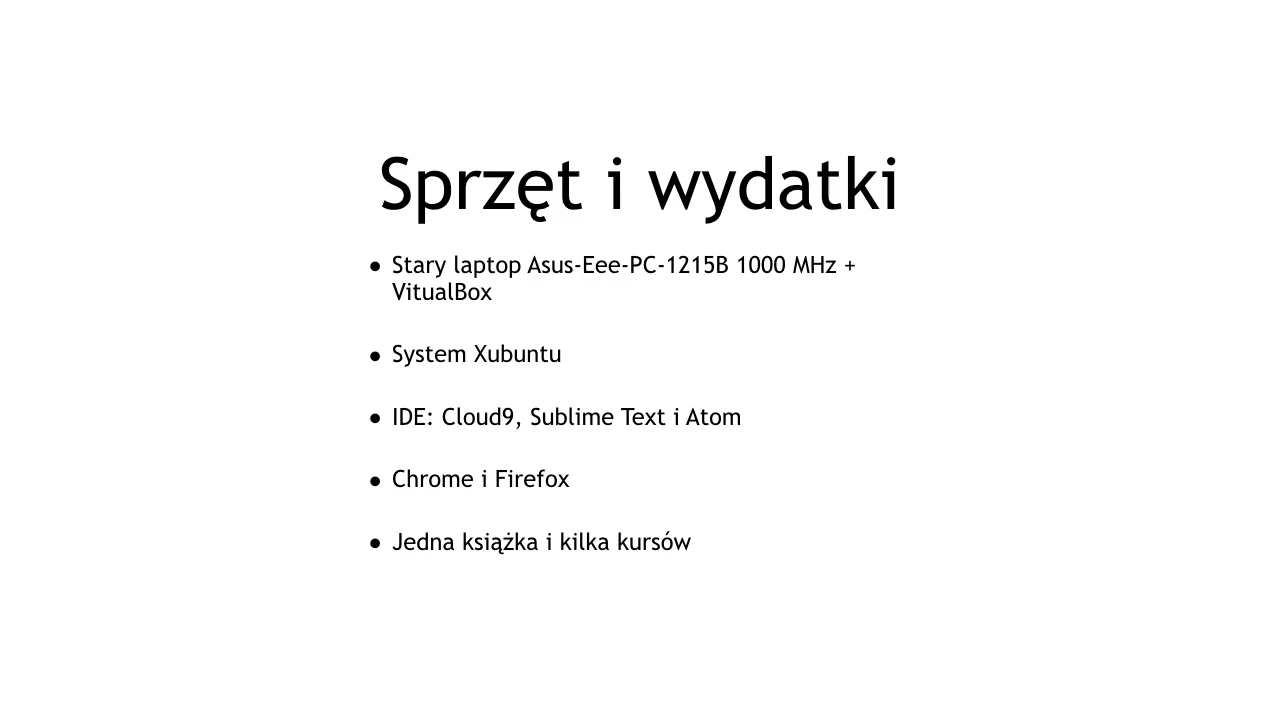 Sprzęt i wydatki
● Stary laptop Asus-Eee-PC-1215B 1000 MHz +
VitualBox
● System Xubuntu
● IDE: Cloud9, Sublime Text i Atom
● Chrome i Firefox
● Jedna książka i kilka kursów